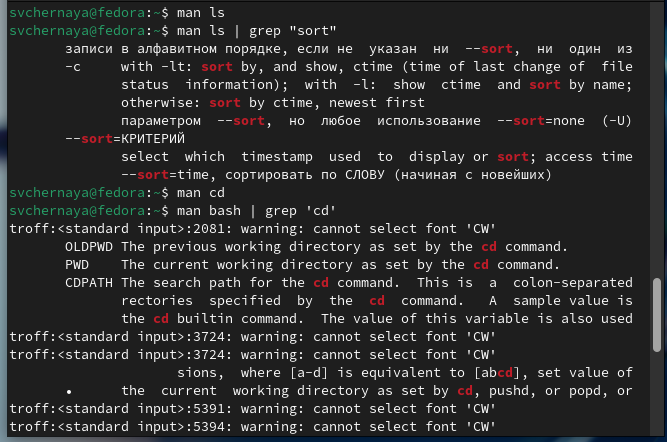 svchernaya@fedora:~$ man ls
svchernaya@fedora:~$ man ls | grep "sort"
записи в алфавитном порядке, если не указан ни --sort, ни один из
-c with -lt: sort by, and show, ctime (time of last change of file
status information); with -l: show ctime and sort by name;
otherwise: sort by ctime, newest first
параметром --sort, но любое использование --sort=none (-U)
--sort=КРИТЕРИЙ
select which timestamp used to display or sort; access time
--sort=time, сортировать по СЛОВУ (начиная с новейших)
svchernaya@fedora:~$ man cd
svchernaya@fedora:~$ man bash | grep 'cd'
troff:<standard input>:2081: warning: cannot select font 'CW'
OLDPWD The previous working directory as set by the cd command.
PWD The current working directory as set by the cd command.
CDPATH The search path for the cd command. This is a colon-separated
rectories specified by the cd command. A sample value is
the cd builtin command. The value of this variable is also used
troff:<standard input>:3724: warning: cannot select font 'CW'
troff:<standard input>:3724: warning: cannot select font 'CW'
sions, where [a-d] is equivalent to [abcd], set value of
• the current working directory as set by cd, pushd, or popd, or
troff:<standard input>:5391: warning: cannot select font 'CW'
troff:<standard input>:5394: warning: cannot select font 'CW'